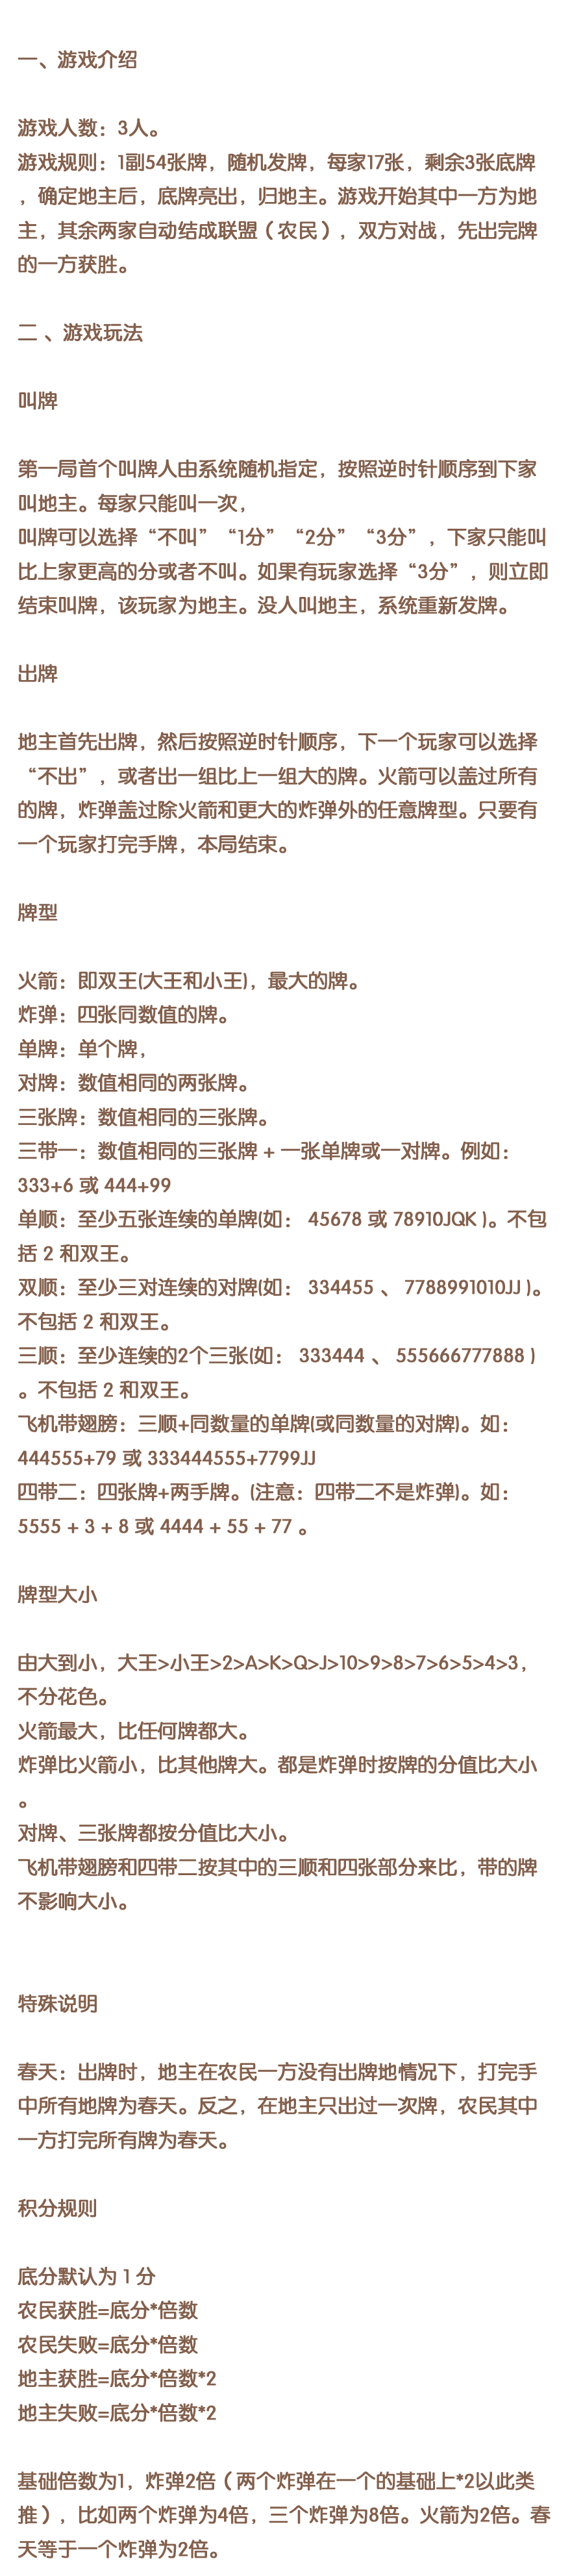 一、游戏介绍
游戏人数：3人。
游戏规则：1副54张牌，随机发牌，每家17张，剩余3张底牌
，确定地主后，底牌亮出，归地主。游戏开始其中一方为地
主，其余两家自动结成联盟（农民），双方对战，先出完牌
的一方获胜。
二 、游戏玩法
叫牌
第一局首个叫牌人由系统随机指定，按照逆时针顺序到下家
叫地主。每家只能叫一次，
叫牌可以选择“不叫”“1分”“2分”“3分”，下家只能叫
比上家更高的分或者不叫。如果有玩家选择“3分”，则立即
结束叫牌，该玩家为地主。没人叫地主，系统重新发牌。
出牌
地主首先出牌，然后按照逆时针顺序，下一个玩家可以选择
“不出”，或者出一组比上一组大的牌。火箭可以盖过所有
的牌，炸弹盖过除火箭和更大的炸弹外的任意牌型。只要有
一个玩家打完手牌，本局结束。
牌型
火箭：即双王(大王和小王)，最大的牌。
炸弹：四张同数值的牌。
单牌：单个牌，
对牌：数值相同的两张牌。
三张牌：数值相同的三张牌。
三带一：数值相同的三张牌 + 一张单牌或一对牌。例如：
333+6 或 444+99
单顺：至少五张连续的单牌(如： 45678 或 78910JQK )。不包
括 2 和双王。
双顺：至少三对连续的对牌(如： 334455 、 7788991010JJ )。
不包括 2 和双王。
三顺：至少连续的2个三张(如： 333444 、 555666777888 )
。不包括 2 和双王。
飞机带翅膀：三顺+同数量的单牌(或同数量的对牌)。如：
444555+79 或 333444555+7799JJ
四带二：四张牌+两手牌。(注意：四带二不是炸弹)。如：
5555 + 3 + 8 或 4444 + 55 + 77 。
牌型大小
由大到小，大王>小王>2>A>K>Q>J>10>9>8>7>6>5>4>3，
不分花色。
火箭最大，比任何牌都大。
炸弹比火箭小，比其他牌大。都是炸弹时按牌的分值比大小
。
对牌、三张牌都按分值比大小。
飞机带翅膀和四带二按其中的三顺和四张部分来比，带的牌
不影响大小。
特殊说明
春天：出牌时，地主在农民一方没有出牌地情况下，打完手
中所有地牌为春天。反之，在地主只出过一次牌，农民其中
一方打完所有牌为春天。
积分规则
底分默认为 1 分
农民获胜=底分*倍数
农民失败=底分*倍数
地主获胜=底分*倍数*2
地主失败=底分*倍数*2
基础倍数为1，炸弹2倍（两个炸弹在一个的基础上*2以此类
推），比如两个炸弹为4倍，三个炸弹为8倍。火箭为2倍。春
天等于一个炸弹为2倍。